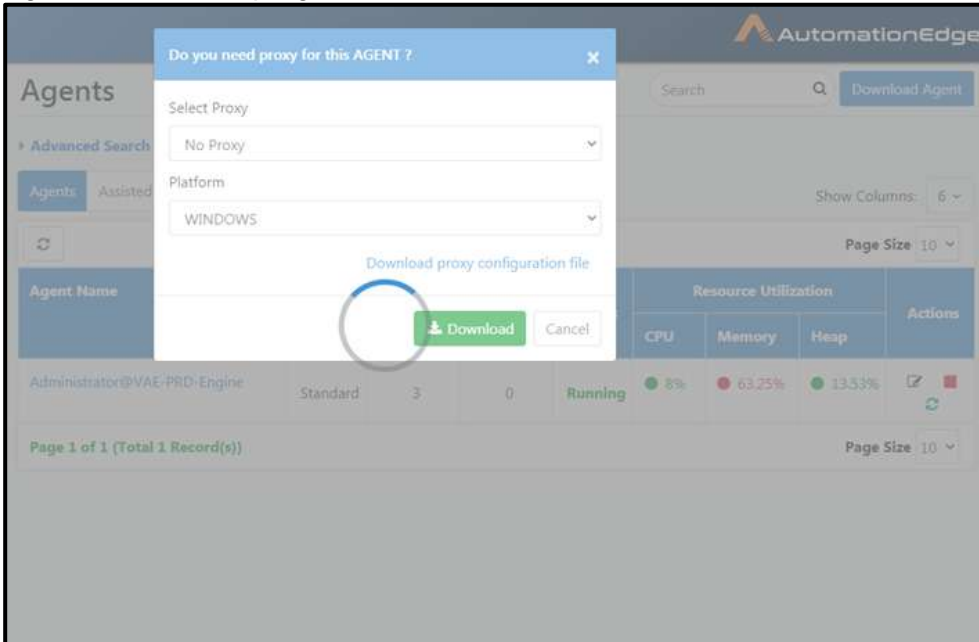 AutomationEdge
Do you need proxy for this AGENT ?
Agents
Search
Download Agent
Select Proxy
No Proxy
Advanced Search
Platform
Agents Assisted
Show Columns: 6
WINDOWS
Page Size 10
Download proxy configuration file
Agent Name
Resource Utilization
Actions
Download Cancel
CPU Memory Heap
Administrator@VAE-PRD-Engine Standard 3 0 Running 8% 63.25% 13.53%
Page 1 of 1 (Total 1 Record(s))
Page Size 10